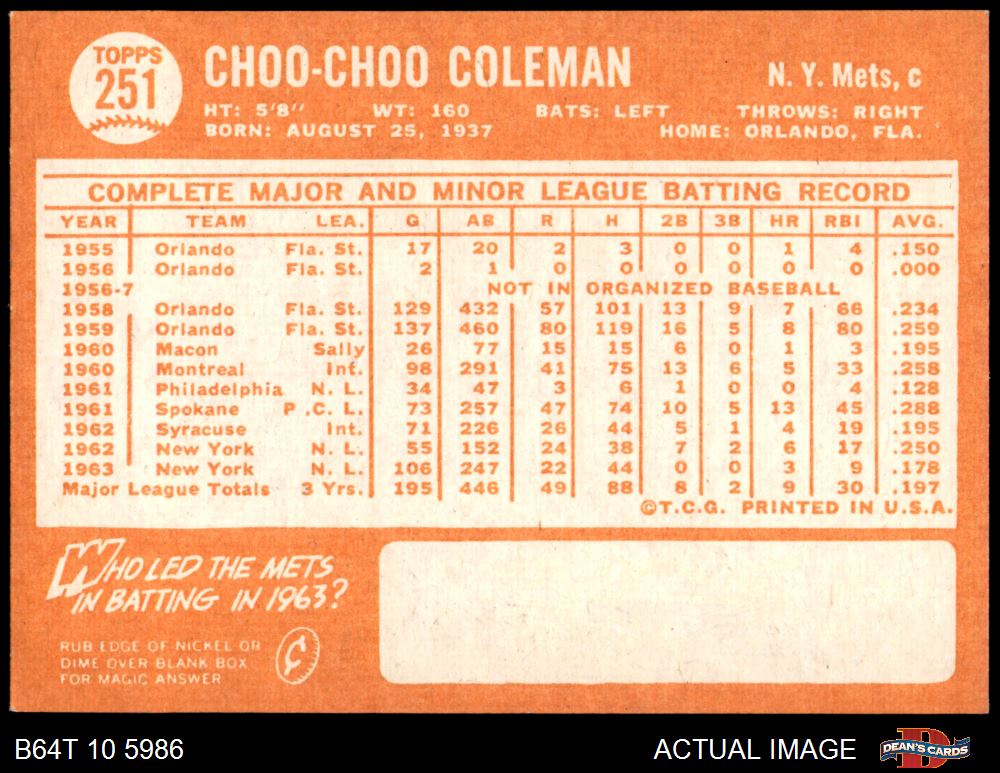 TOPPS
251
CHOO-CHOO COLEMAN
N. Y. Mets, c
HT: 5'8" WT: 160 BATS: LEFT THROWS: RIGHT
BORN: AUGUST 25, 1937 HOME: ORLANDO, FLA.
COMPLETE MAJOR AND MINOR LEAGUE BATTING RECORD
YEAR TEAM LEA. G AB R H 2B 3B HR RBI AVG.
1955 Orlando Fla. St. 17 20 2 3 0 0 1 4 .150
1956 Orlando Fla. St. 2 1 0 0 0 0 0 0 .000
1956-7 NOT IN ORGANIZED BASEBALL
1958 Orlando Fla. St. 129 432 57 101 13 9 7 66 .234
1959 Orlando Fla. St. 137 460 80 119 16 5 8 80 .259
1960 Macon Sally 26 77 15 15 6 0 1 3 .195
1960 Montreal Int. 98 291 41 75 13 6 5 33 .258
1961 Philadelphia N. L. 34 47 3 6 1 0 0 4 .128
1961 Spokane P .C. L. 73 257 47 74 10 5 13 45 .288
1962 Syracuse Int. 71 226 26 44 5 1 4 19 .195
1962 New York N. L. 55 152 24 38 7 2 6 17 .250
1963 New York N. L. 106 247 22 44 0 0 3 9 .178
Major League Totals 3 Yrs. 195 446 49 88 8 2 9 30 .197
©T.C.G. PRINTED IN U.S.A.
WHO LED THE METS
IN BATTING IN 1963?
RUB EDGE OF NICKEL OR
DIME OVER BLANK BOX
FOR MAGIC ANSWER
¢
B64T 10 5986
ACTUAL IMAGE
DEAN'S CARDS